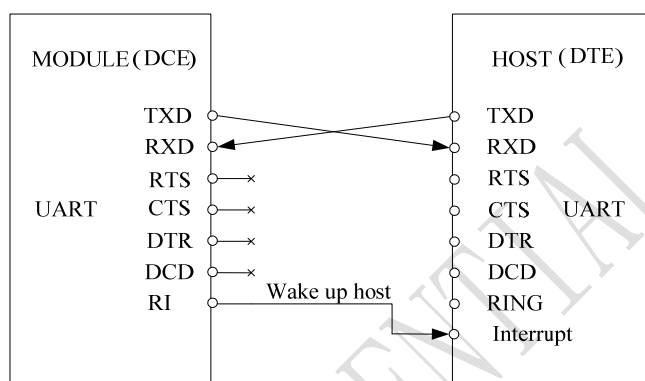 MODULE(DCE)
HOST(DTE)
TXD
TXD
RXD
RXD
RTS
RTS
UART
CTS
CTS
UART
DTR
DTR
DCD
DCD
RI
Wake up host
RING
Interrupt
ENTIAL